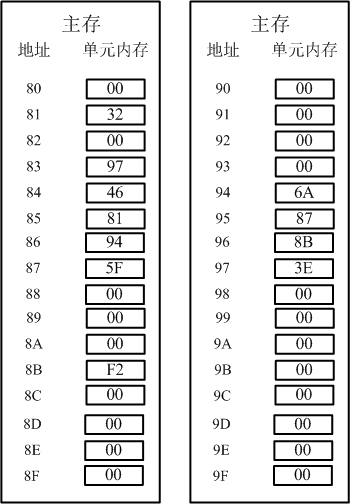 主存
地址 单元内存
80 00
81 32
82 00
83 97
84 46
85 81
86 94
87 5F
88 00
89 00
8A 00
8B F2
8C 00
8D 00
8E 00
8F 00
主存
地址 单元内存
90 00
91 00
92 00
93 00
94 6A
95 87
96 8B
97 3E
98 00
99 00
9A 00
9B 00
9C 00
9D 00
9E 00
9F 00